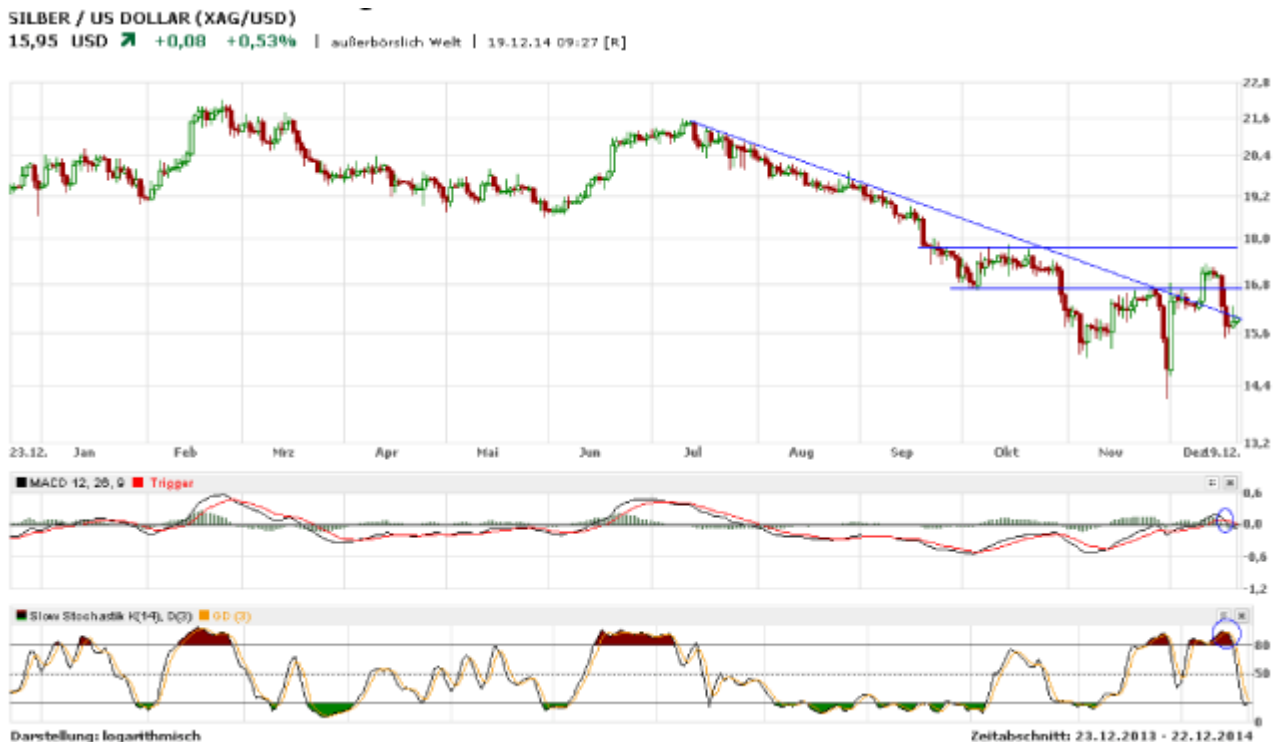 SILBER / US DOLLAR (XAG/USD)
15,95 USD +0,08 +0,53% | außerbörslich Welt | 19.12.14 09:27 [R]
22,8
21,6
20,4
19,2
18,0
16,8
15,6
14,4
13,2
23.12. Jan Feb Mrz Apr Mai Jun Jul Aug Sep Okt Nov Dez19.12.
MACD 12, 26, 9 Trigger
0,6
0,0
-0,6
-1,2
Slow Stochastik K(14), D(3) GD (3)
80
50
0
Darstellung: logarithmisch Zeitabschnitt: 23.12.2013 - 22.12.2014